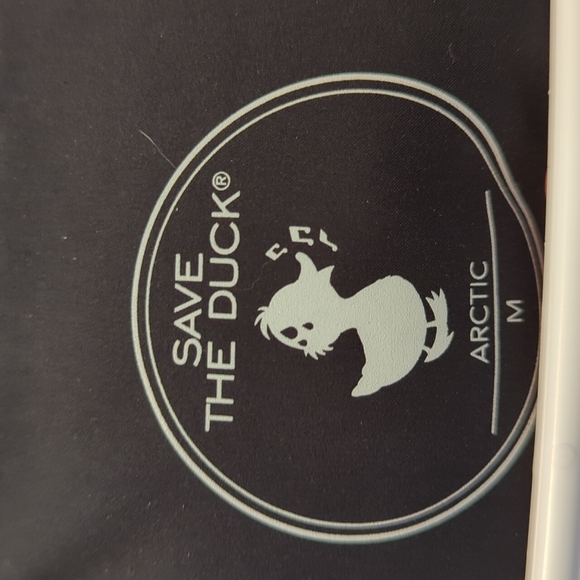 SAVE
THE DUCK®
ARCTIC
M